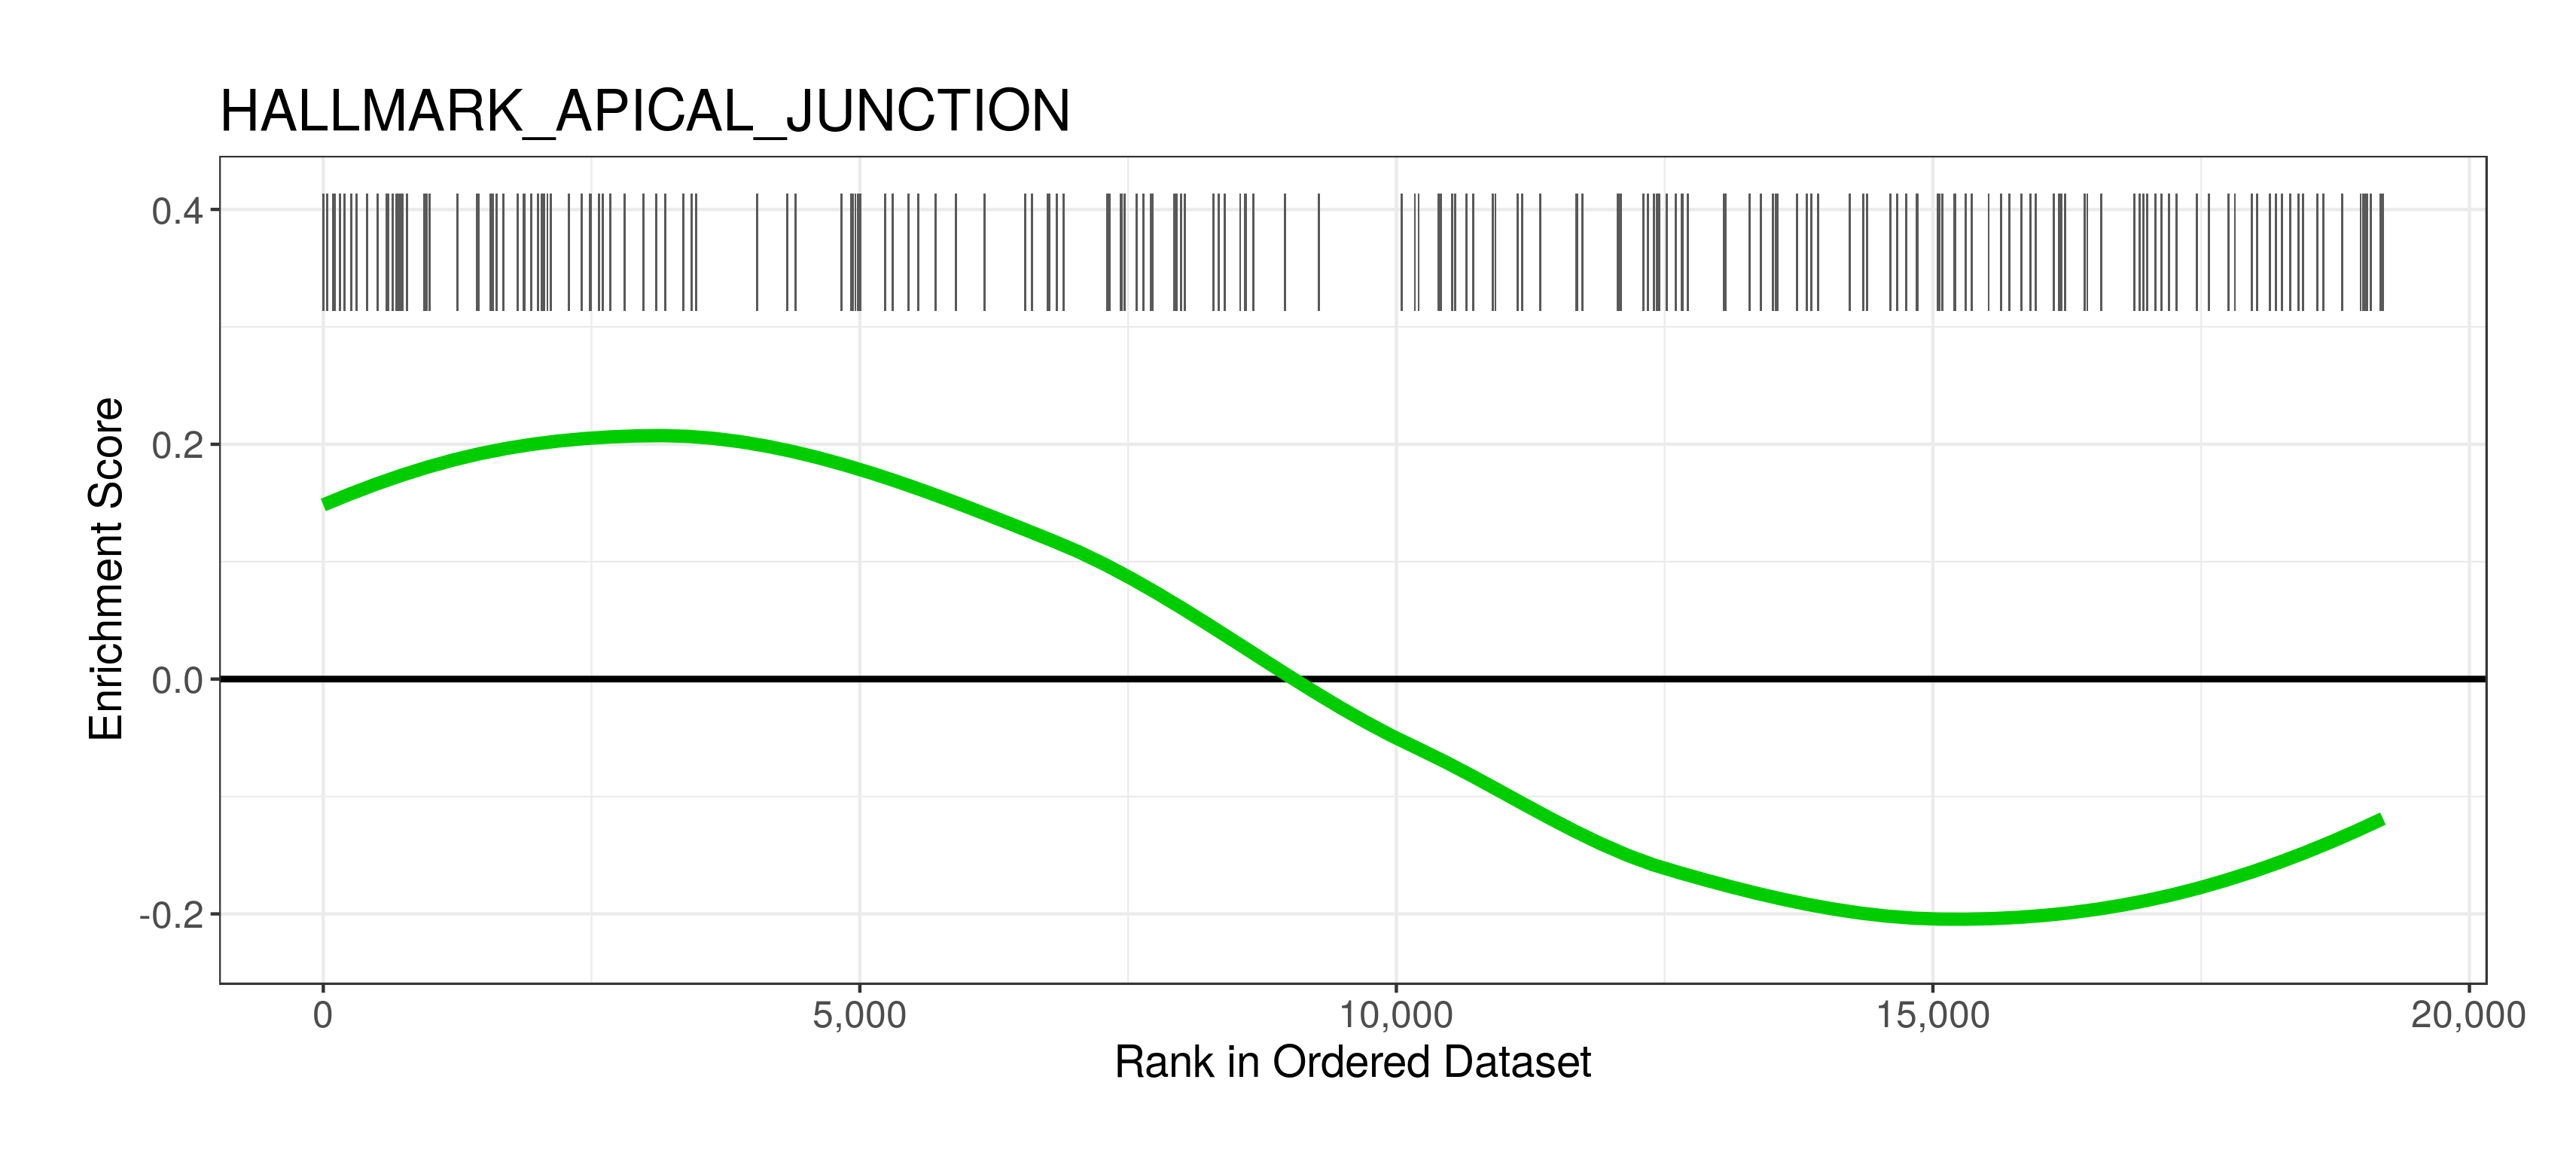 HALLMARK_APICAL_JUNCTION
0.4
0.2
0.0
-0.2
Enrichment Score
0 5,000 10,000 15,000 20,000
Rank in Ordered Dataset